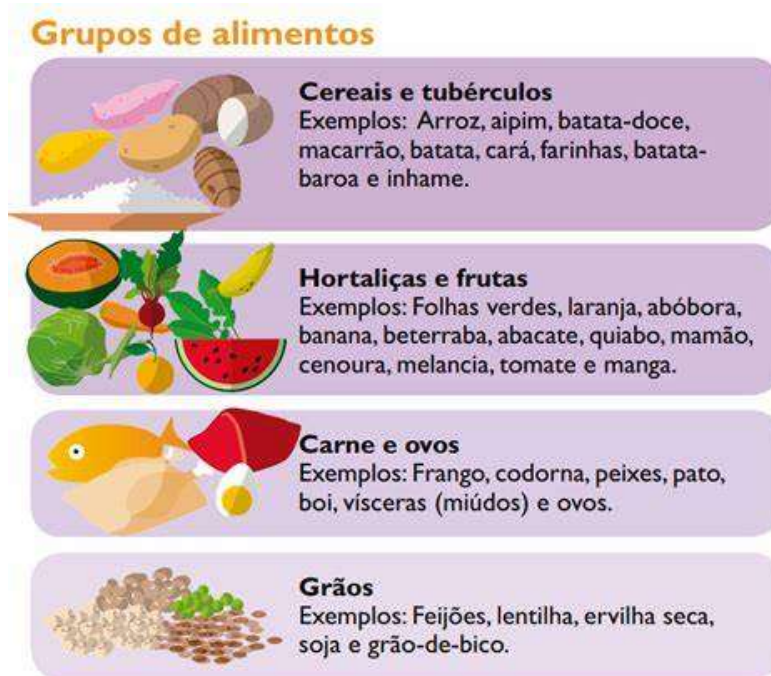 Grupos de alimentos
Cereais e tubérculos
Exemplos: Arroz, aipim, batata-doce,
macarrão, batata, cará, farinhas, batata-
baroa e inhame.
Hortaliças e frutas
Exemplos: Folhas verdes, laranja, abóbora,
banana, beterraba, abacate, quiabo, mamão,
cenoura, melancia, tomate e manga.
Carne e ovos
Exemplos: Frango, codorna, peixes, pato,
boi, vísceras (miúdos) e ovos.
Grãos
Exemplos: Feijões, lentilha, ervilha seca,
soja e grão-de-bico.